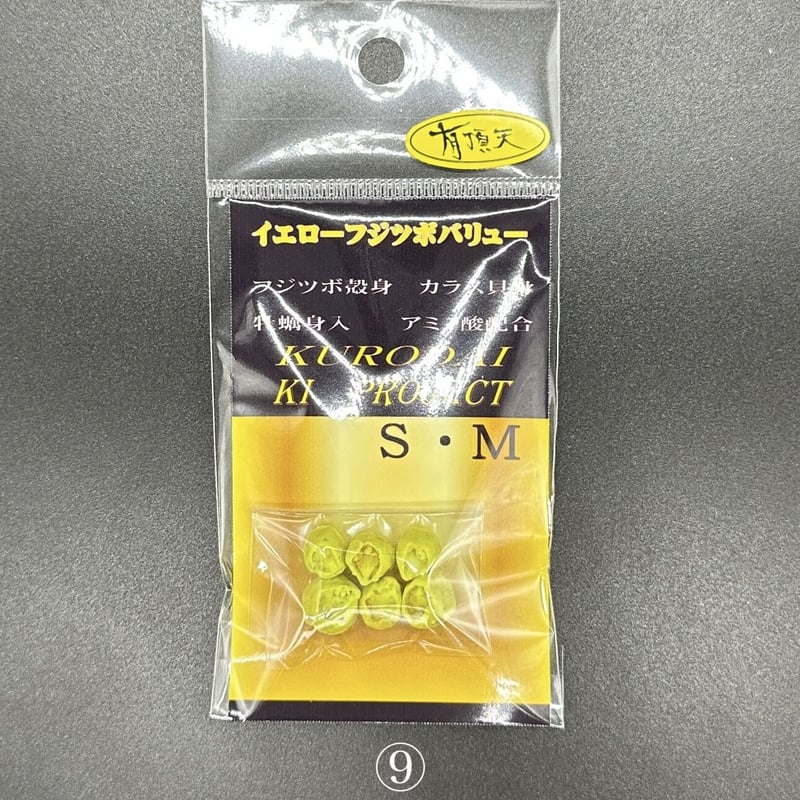 有頂天
イエローフジツボバリュー
フジツボ殻身 カラス貝身
牡蠣身入 アミノ酸配合
KURODAI
KI PROJECT
S・M
⑨